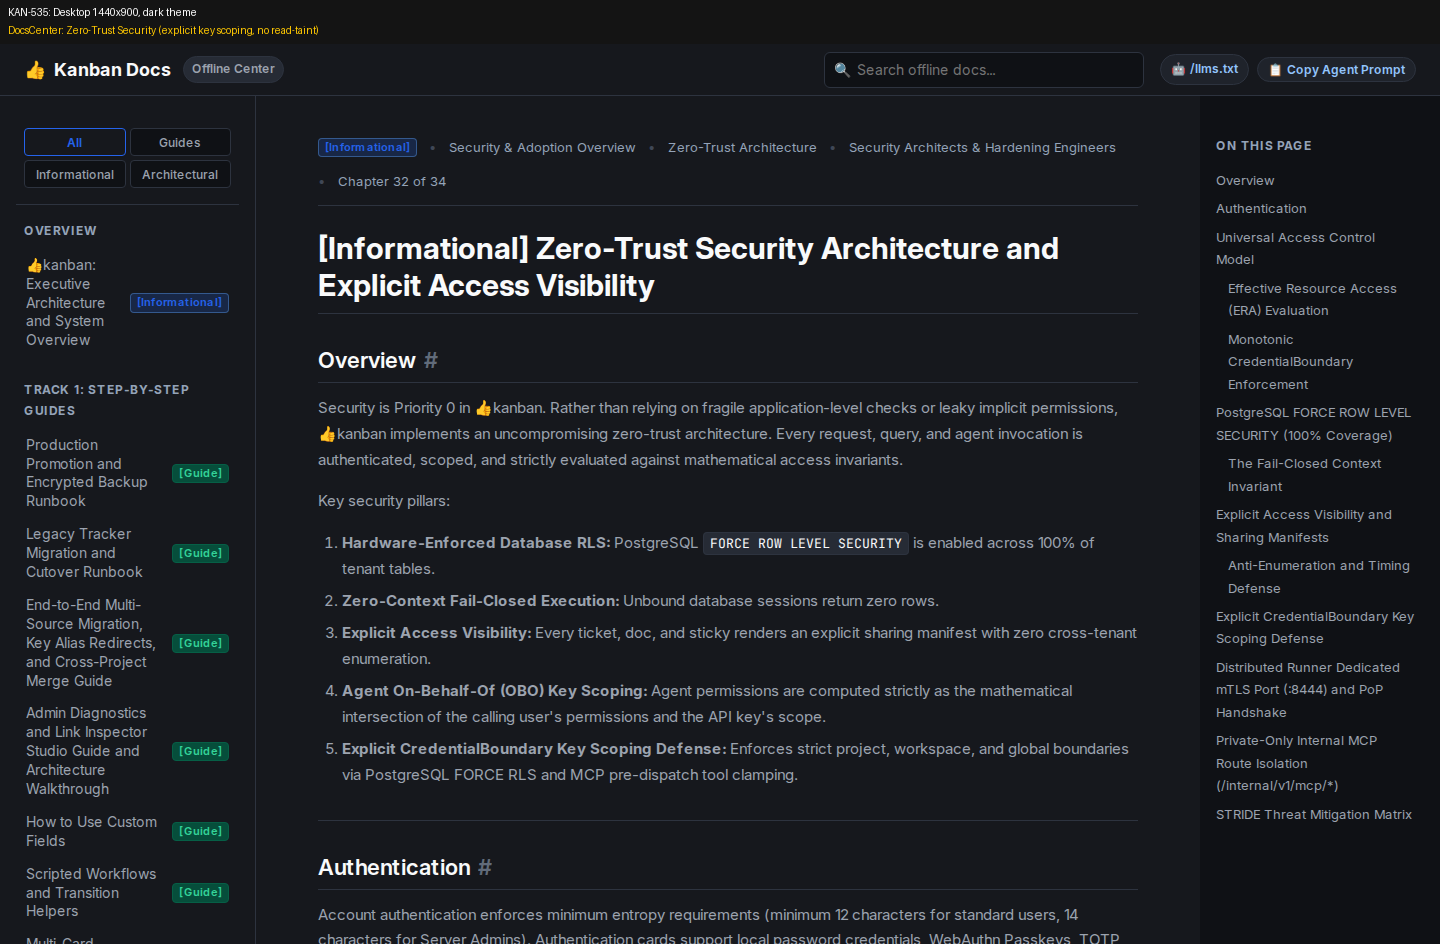 KAN-535: Desktop 1440x900, dark theme
DocsCenter: Zero-Trust Security (explicit key scoping, no read-taint)
👍 Kanban Docs
Offline Center
🔍 Search offline docs...
🤖 /llms.txt
📋 Copy Agent Prompt
All
Guides
Informational
Architectural
OVERVIEW
👍kanban:
Executive
Architecture
and System
Overview
[Informational]
TRACK 1: STEP-BY-STEP
GUIDES
Production
Promotion and
Encrypted Backup
Runbook
[Guide]
Legacy Tracker
Migration and
Cutover Runbook
[Guide]
End-to-End Multi-
Source Migration,
Key Alias Redirects,
and Cross-Project
Merge Guide
[Guide]
Admin Diagnostics
and Link Inspector
Studio Guide and
Architecture
Walkthrough
[Guide]
How to Use Custom
Fields
[Guide]
Scripted Workflows
and Transition
Helpers
[Guide]
Multi-Card
[Informational] • Security & Adoption Overview • Zero-Trust Architecture • Security Architects & Hardening Engineers
• Chapter 32 of 34
[Informational] Zero-Trust Security Architecture and
Explicit Access Visibility
Overview #
Security is Priority 0 in 👍kanban. Rather than relying on fragile application-level checks or leaky implicit permissions,
👍kanban implements an uncompromising zero-trust architecture. Every request, query, and agent invocation is
authenticated, scoped, and strictly evaluated against mathematical access invariants.
Key security pillars:
1. Hardware-Enforced Database RLS: PostgreSQL FORCE ROW LEVEL SECURITY is enabled across 100% of
tenant tables.
2. Zero-Context Fail-Closed Execution: Unbound database sessions return zero rows.
3. Explicit Access Visibility: Every ticket, doc, and sticky renders an explicit sharing manifest with zero cross-tenant
enumeration.
4. Agent On-Behalf-Of (OBO) Key Scoping: Agent permissions are computed strictly as the mathematical
intersection of the calling user's permissions and the API key's scope.
5. Explicit CredentialBoundary Key Scoping Defense: Enforces strict project, workspace, and global boundaries
via PostgreSQL FORCE RLS and MCP pre-dispatch tool clamping.
Authentication #
Account authentication enforces minimum entropy requirements (minimum 12 characters for standard users, 14
characters for Server Admins). Authentication cards support local password credentials, WebAuthn Passkeys, TOTP
ON THIS PAGE
Overview
Authentication
Universal Access Control
Model
Effective Resource Access
(ERA) Evaluation
Monotonic
CredentialBoundary
Enforcement
PostgreSQL FORCE ROW LEVEL
SECURITY (100% Coverage)
The Fail-Closed Context
Invariant
Explicit Access Visibility and
Sharing Manifests
Anti-Enumeration and Timing
Defense
Explicit CredentialBoundary Key
Scoping Defense
Distributed Runner Dedicated
mTLS Port (:8444) and PoP
Handshake
Private-Only Internal MCP
Route Isolation
(/internal/v1/mcp/*)
STRIDE Threat Mitigation Matrix